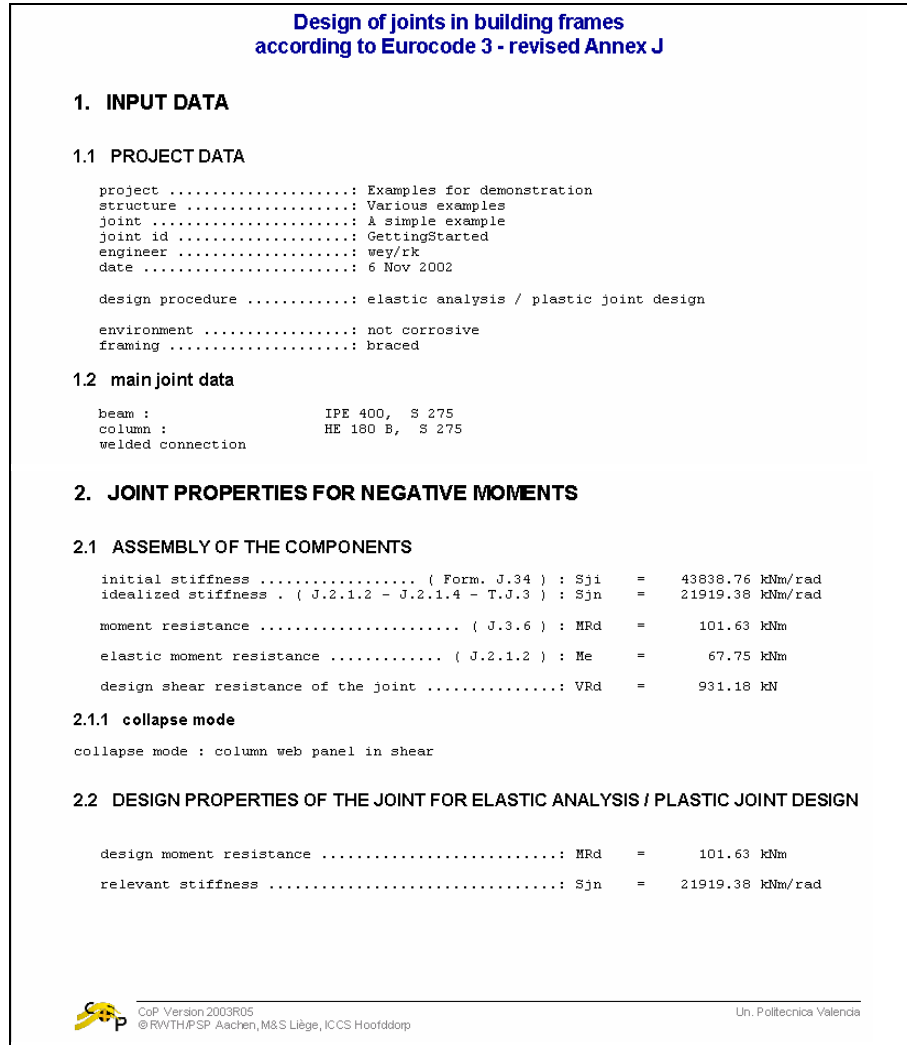 Design of joints in building frames
according to Eurocode 3 - revised Annex J
1. INPUT DATA
1.1 PROJECT DATA
project .....................: Examples for demonstration
structure ...................: Various examples
joint .......................: A simple example
joint id ....................: GettingStarted
engineer ....................: wey/rk
date ........................: 6 Nov 2002
design procedure ............: elastic analysis / plastic joint design
environment .................: not corrosive
framing .....................: braced
1.2 main joint data
beam : IPE 400, S 275
column : HE 180 B, S 275
welded connection
2. JOINT PROPERTIES FOR NEGATIVE MOMENTS
2.1 ASSEMBLY OF THE COMPONENTS
initial stiffness .................. ( Form. J.34 ) : Sji = 43838.76 kNm/rad
idealized stiffness . ( J.2.1.2 - J.2.1.4 - T.J.3 ) : Sjn = 21919.38 kNm/rad
moment resistance ....................... ( J.3.6 ) : MRd = 101.63 kNm
elastic moment resistance ............. ( J.2.1.2 ) : Me = 67.75 kNm
design shear resistance of the joint ...............: VRd = 931.18 kN
2.1.1 collapse mode
collapse mode : column web panel in shear
2.2 DESIGN PROPERTIES OF THE JOINT FOR ELASTIC ANALYSIS / PLASTIC JOINT DESIGN
design moment resistance ...........................: MRd = 101.63 kNm
relevant stiffness .................................: Sjn = 21919.38 kNm/rad
CoP
CoP Version 2003R05
© RWTH/PSP Aachen, M&S Liège, ICCS Hoofddorp
Un. Politecnica Valencia